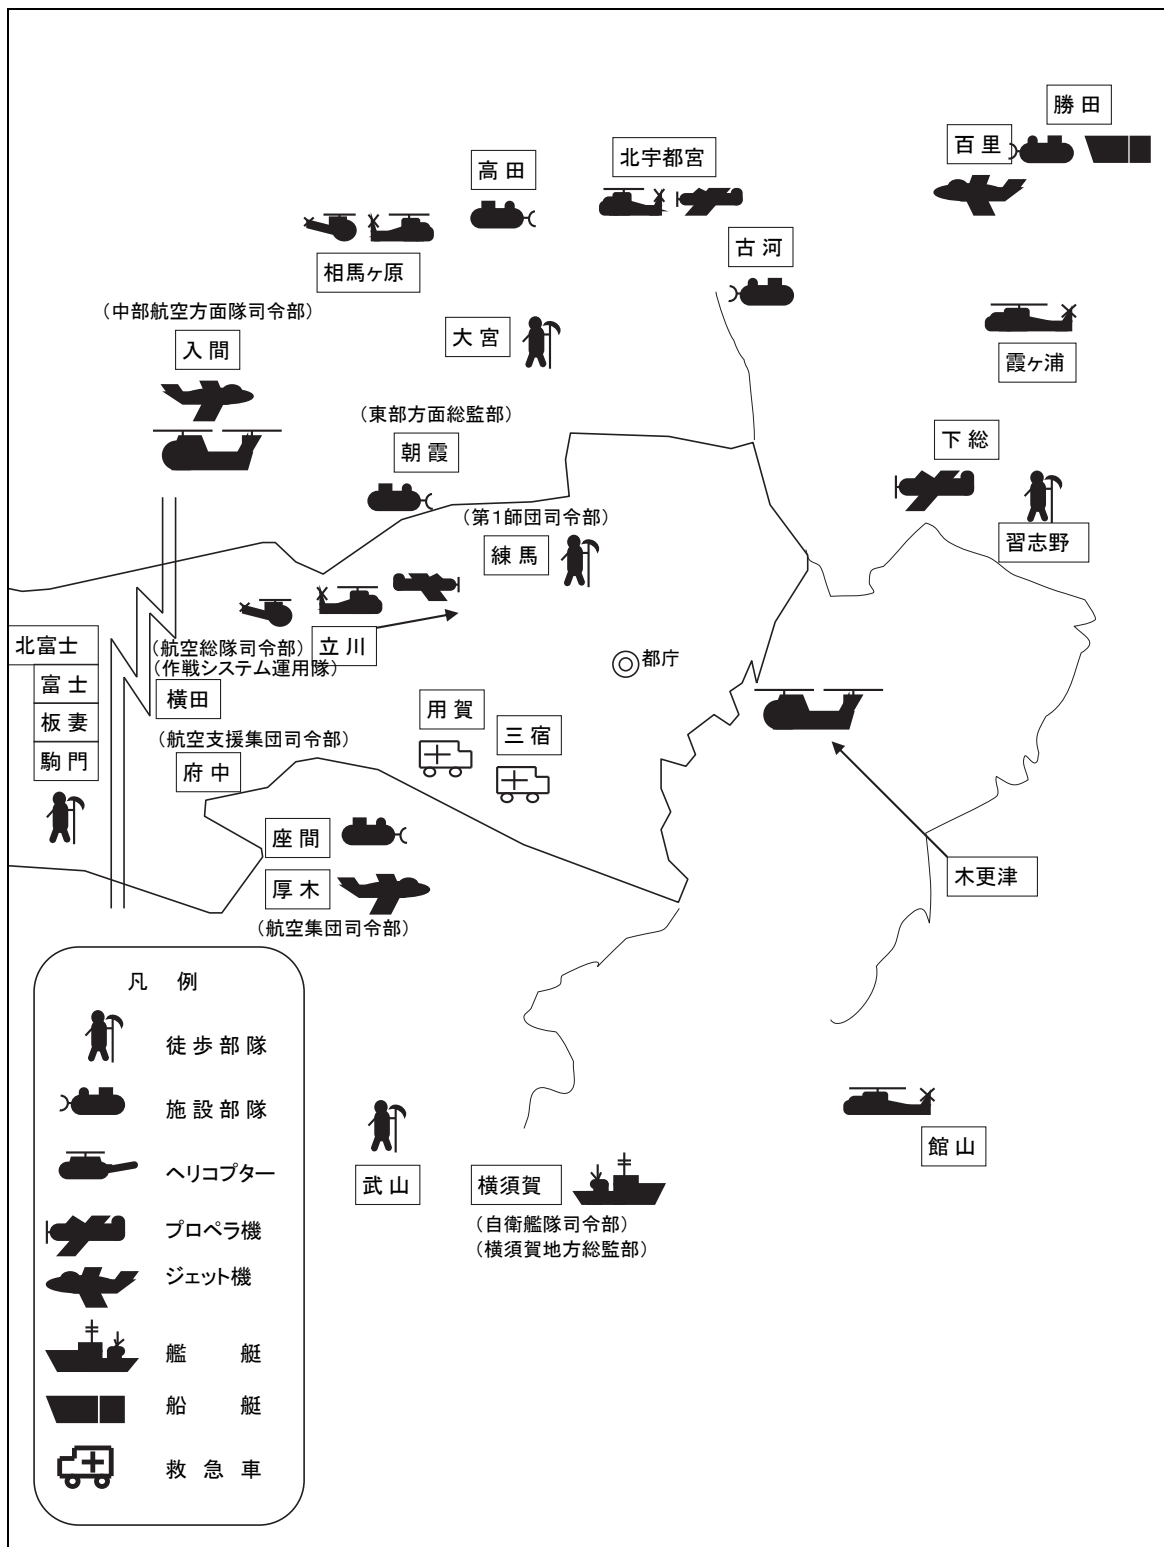 勝田
百里
北宇都宮
高田
古河
相馬ヶ原
（中部航空方面隊司令部）
入間
大宮
霞ヶ浦
（東部方面総監部）
朝霞
下総
（第１師団司令部）
練馬
習志野
北富士
（航空総隊司令部）
（作戦システム運用隊）
立川
都庁
富士
横田
板妻
用賀
三宿
（航空支援集団司令部）
府中
駒門
座間
厚木
木更津
（航空集団司令部）
凡例
徒歩部隊
施設部隊
ヘリコプター
プロペラ機
ジェット機
艦艇
船艇
救急車
武山
横須賀
（自衛艦隊司令部）
（横須賀地方総監部）
館山